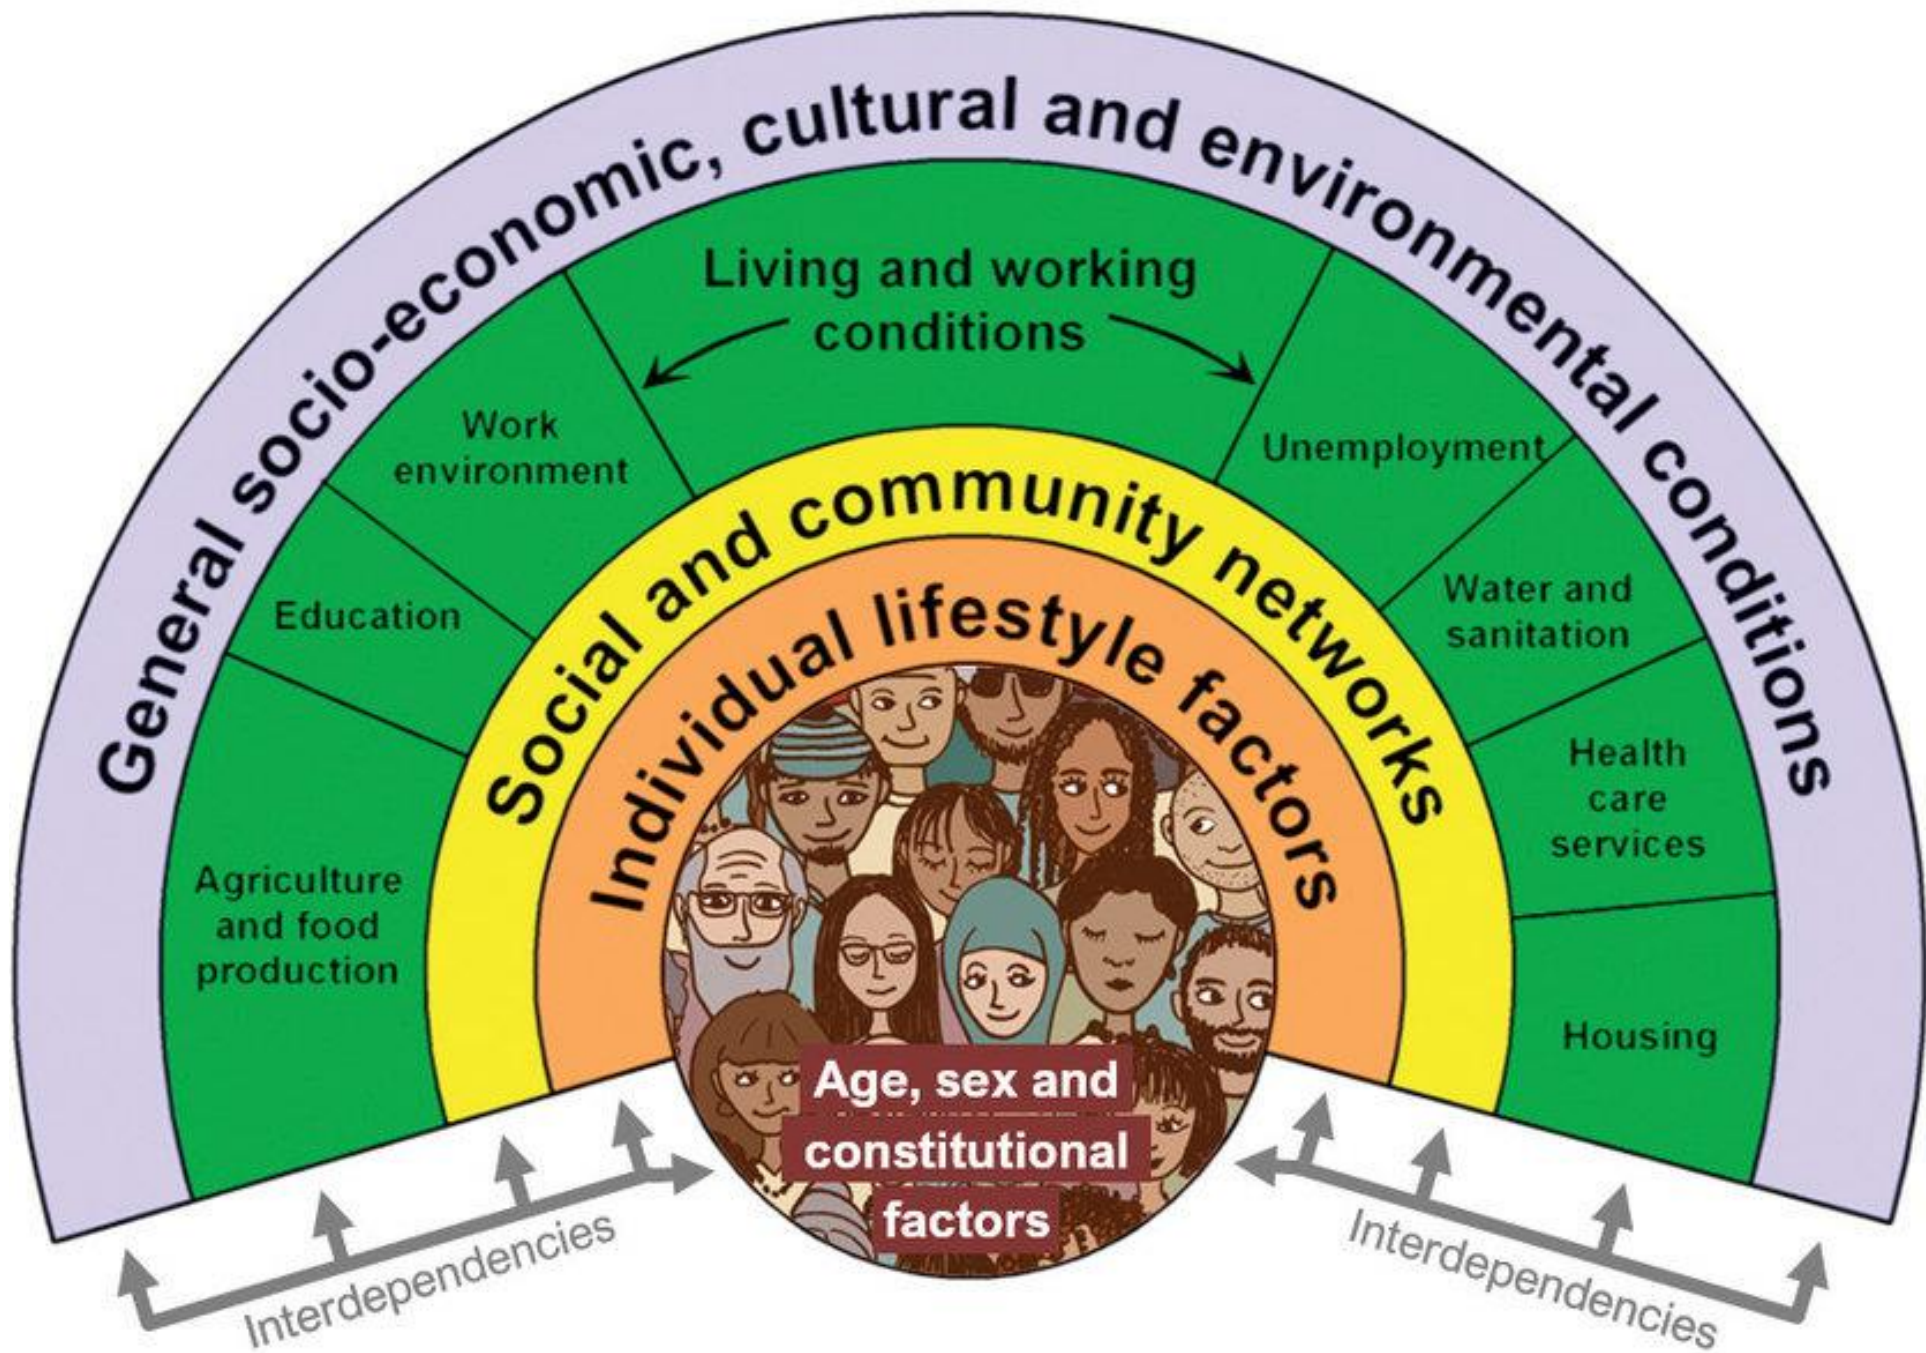 General socio-economic, cultural and environmental conditions
Living and working
conditions
Work
environment
Unemployment
Education
Water and
sanitation
Agriculture
and food
production
Health
care
services
Housing
Social and community networks
Individual lifestyle factors
Age, sex and
constitutional
factors
Interdependencies
Interdependencies